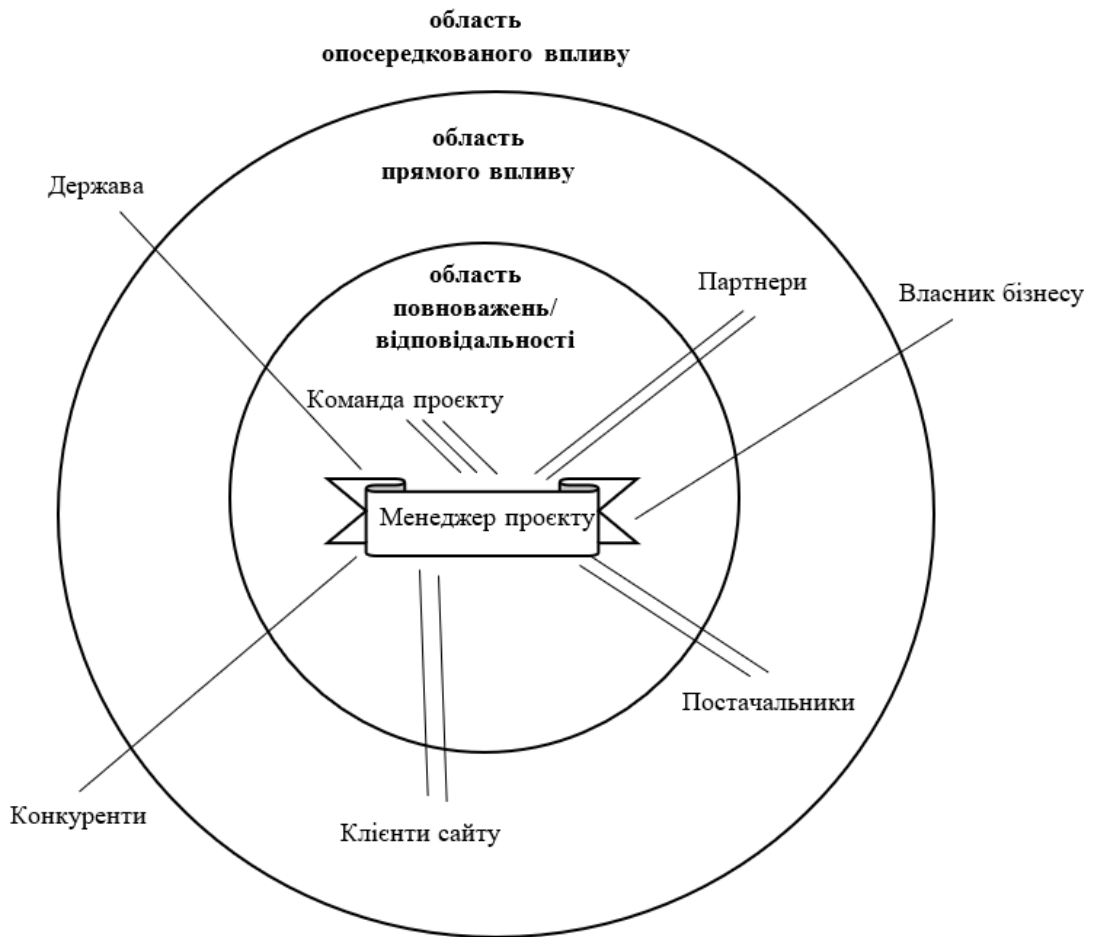 область
опосередкованого впливу
область
прямого впливу
Держава
область
повноважень/
відповідальності
Партнери
Власник бізнесу
Команда проєкту
Менеджер проєкту
Постачальники
Конкуренти
Клієнти сайту